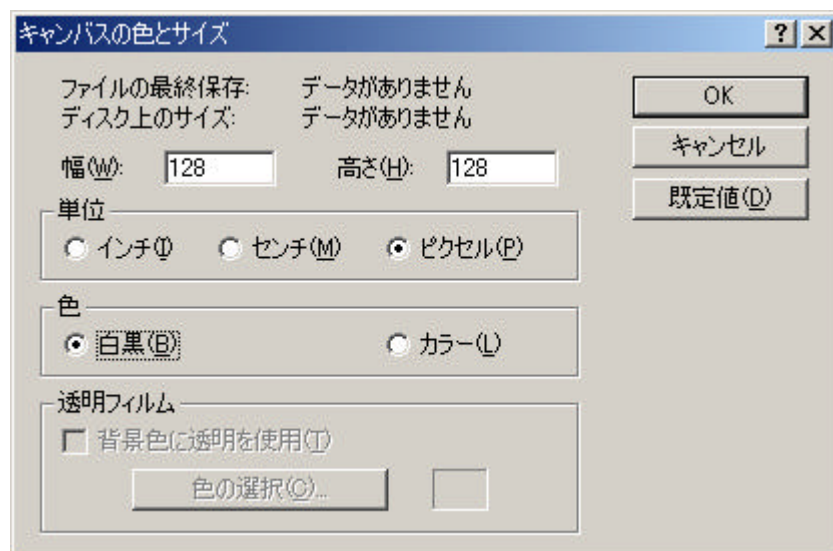 キャンバスの色とサイズ
ファイルの最終保存: データがありません
ディスク上のサイズ: データがありません
幅(W): 128 高さ(H): 128
単位
インチ(I) センチ(M) ピクセル(P)
色
白黒(B) カラー(L)
透明フィルム
背景色に透明を使用(T)
色の選択(C)...
OK
キャンセル
既定値(D)